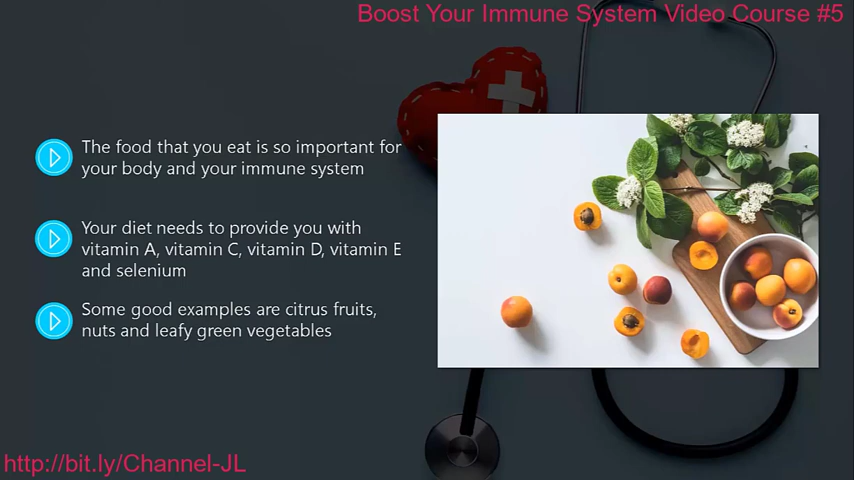 Boost Your Immune System Video Course #5
The food that you eat is so important for
your body and your immune system
Your diet needs to provide you with
vitamin A, vitamin C, vitamin D, vitamin E
and selenium
Some good examples are citrus fruits,
nuts and leafy green vegetables
http://bit.ly/Channel-JL